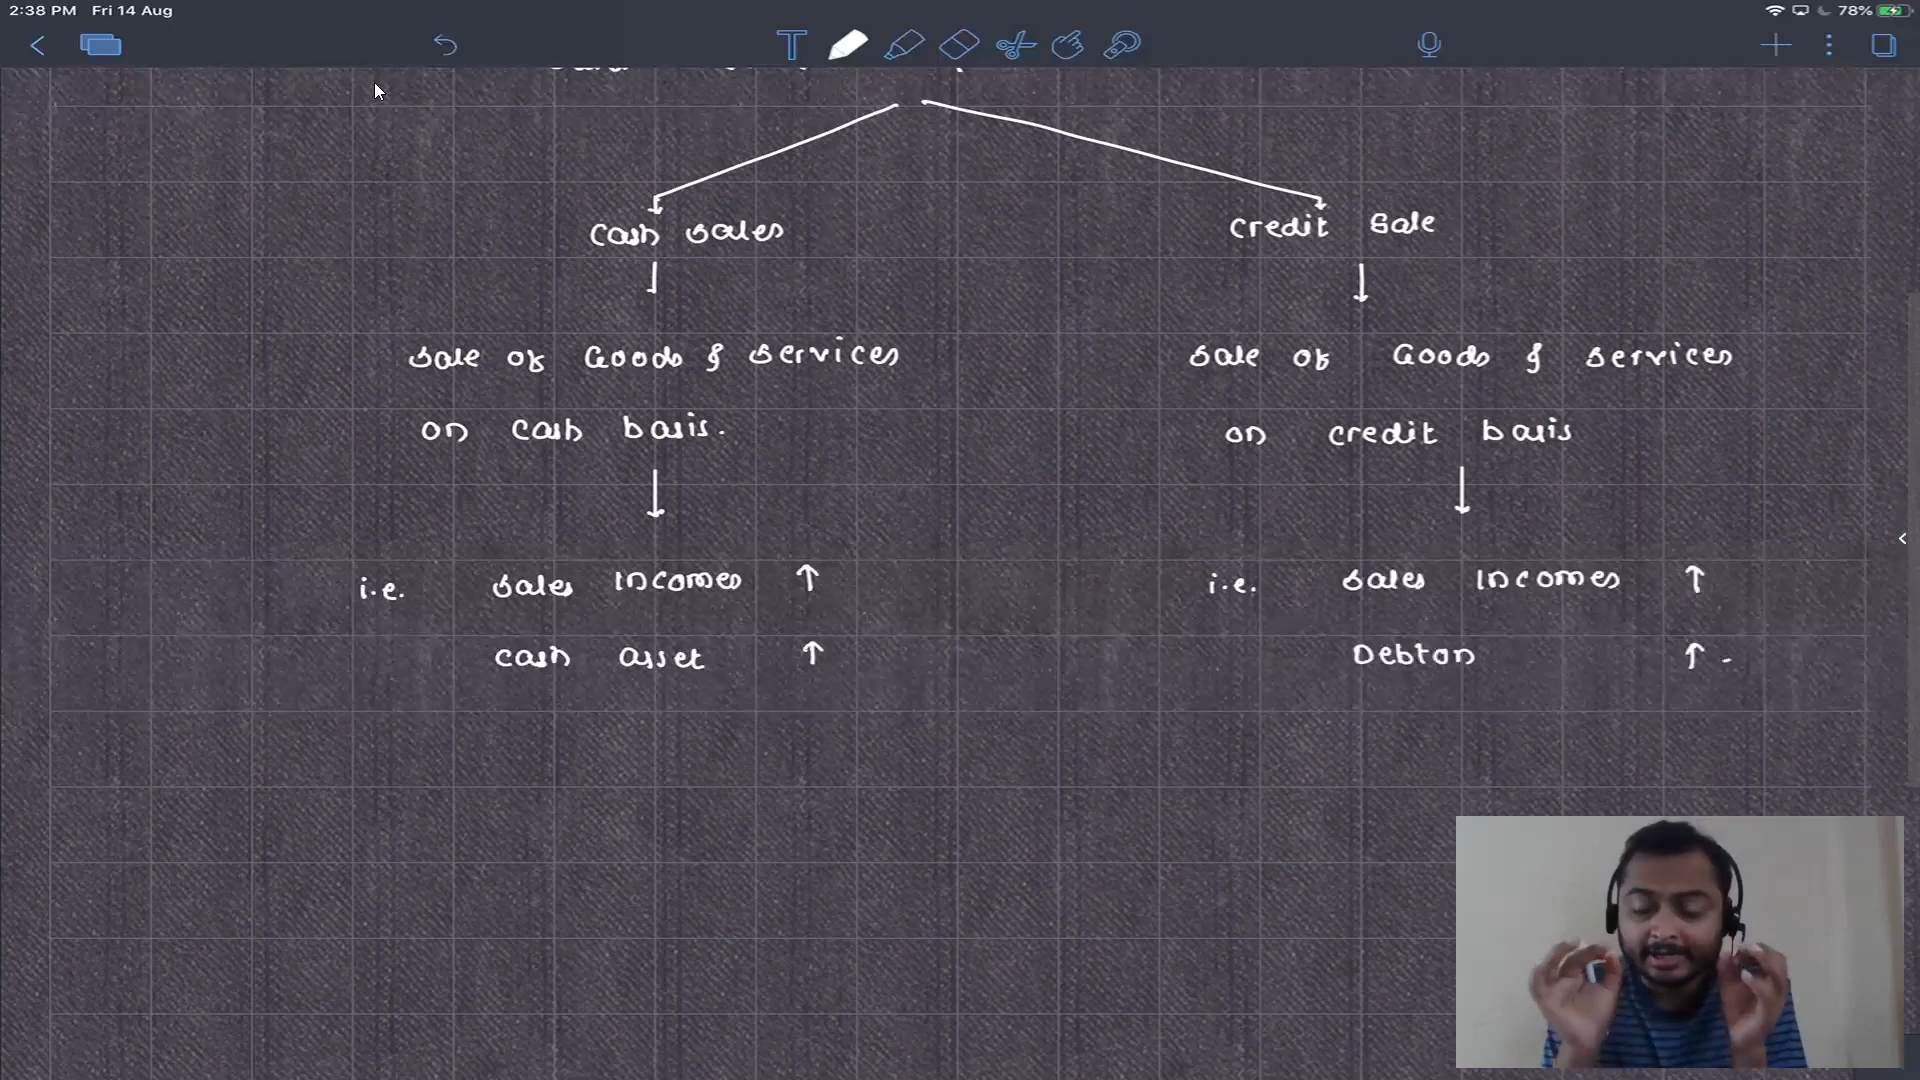 2:38 PM Fri 14 Aug
78%
Cash Sales
Credit Sale
Sale of Goods & Services
on cash basis.
Sale of Goods & Services
on credit basis
i.e. Sales Incomes ↑
cash asset ↑
i.e. Sales Incomes ↑
Debtors ↑ -